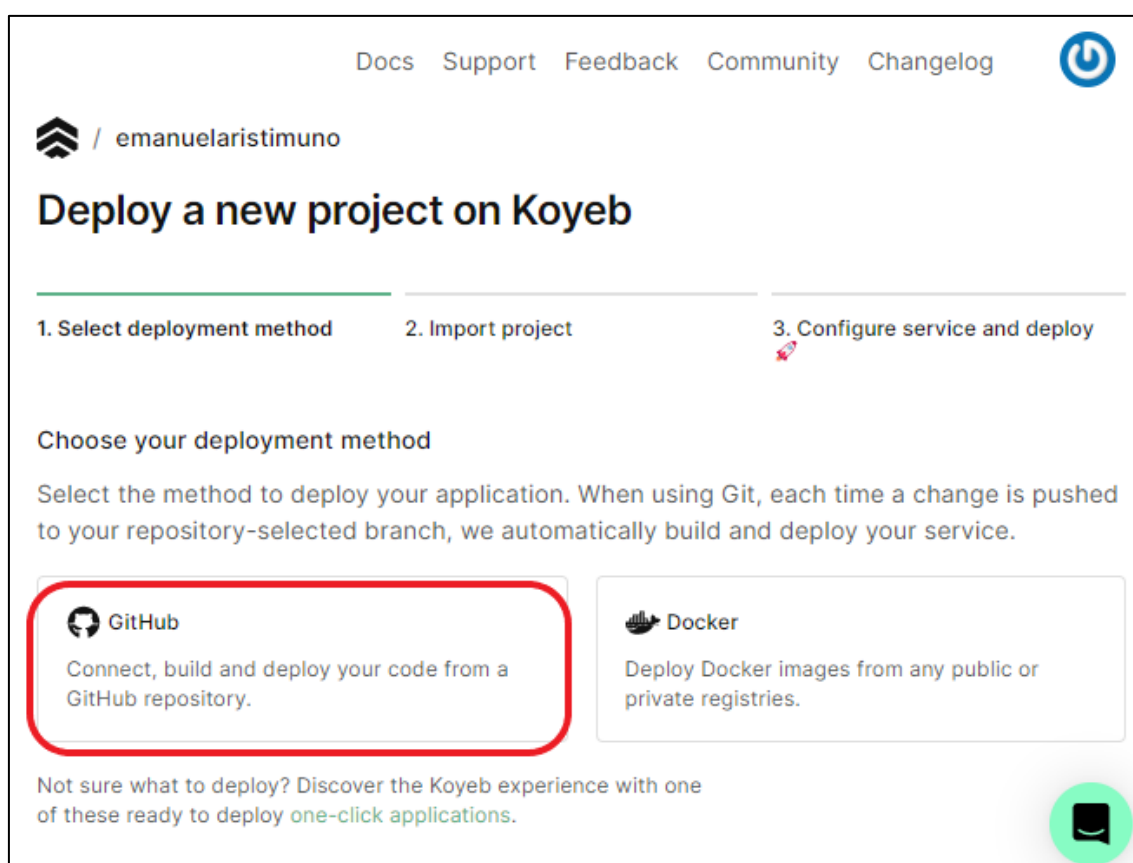 Docs Support Feedback Community Changelog
/ emanuelaristimuno
Deploy a new project on Koyeb
1. Select deployment method
2. Import project
3. Configure service and deploy
🚀
Choose your deployment method
Select the method to deploy your application. When using Git, each time a change is pushed
to your repository-selected branch, we automatically build and deploy your service.
GitHub
Connect, build and deploy your code from a
GitHub repository.
Docker
Deploy Docker images from any public or
private registries.
Not sure what to deploy? Discover the Koyeb experience with one
of these ready to deploy one-click applications.